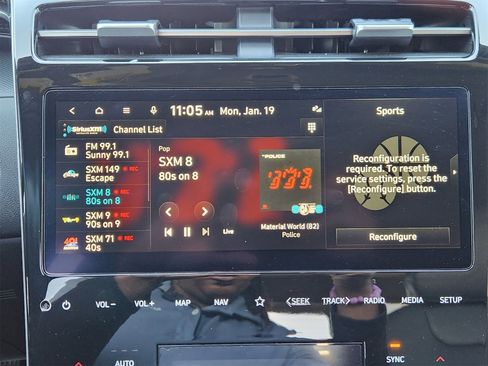 11:05 AM Mon, Jan. 19
SiriusXM Channel List
FM 99.1
Sunny 99.1
SXM 149 REC
Escape
SXM 8
80s on 8
SXM 9 REC
90s on 9
SXM 71 REC
40s
Pop
SXM 8
80s on 8
Live
POLICE
Material World (82)
Police
Sports
Reconfiguration is
required. To reset the
service settings, press the
[Reconfigure] button.
Reconfigure
VOL− VOL+ MAP NAV SEEK TRACK RADIO MEDIA SETUP
AUTO SYNC